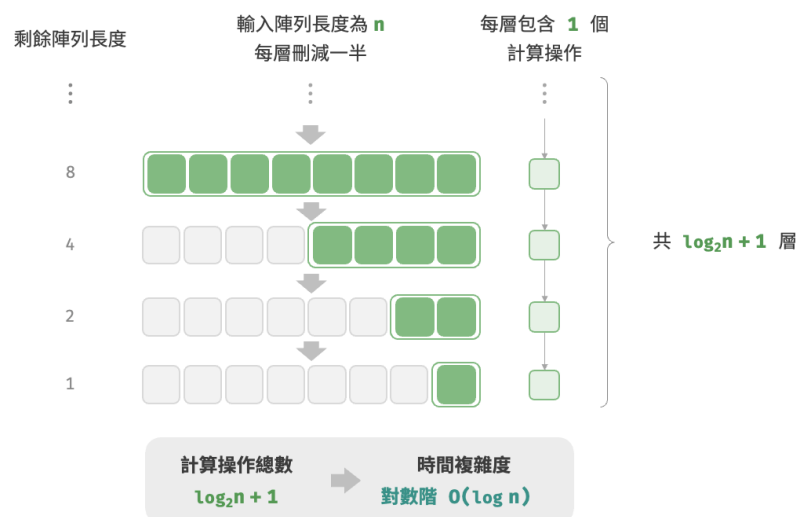 剩餘陣列長度
輸入陣列長度為 n
每層刪減一半
每層包含 1 個
計算操作
8
4
2
1
共 log₂n + 1 層
計算操作總數
log₂n + 1
時間複雜度
對數階 O(log n)